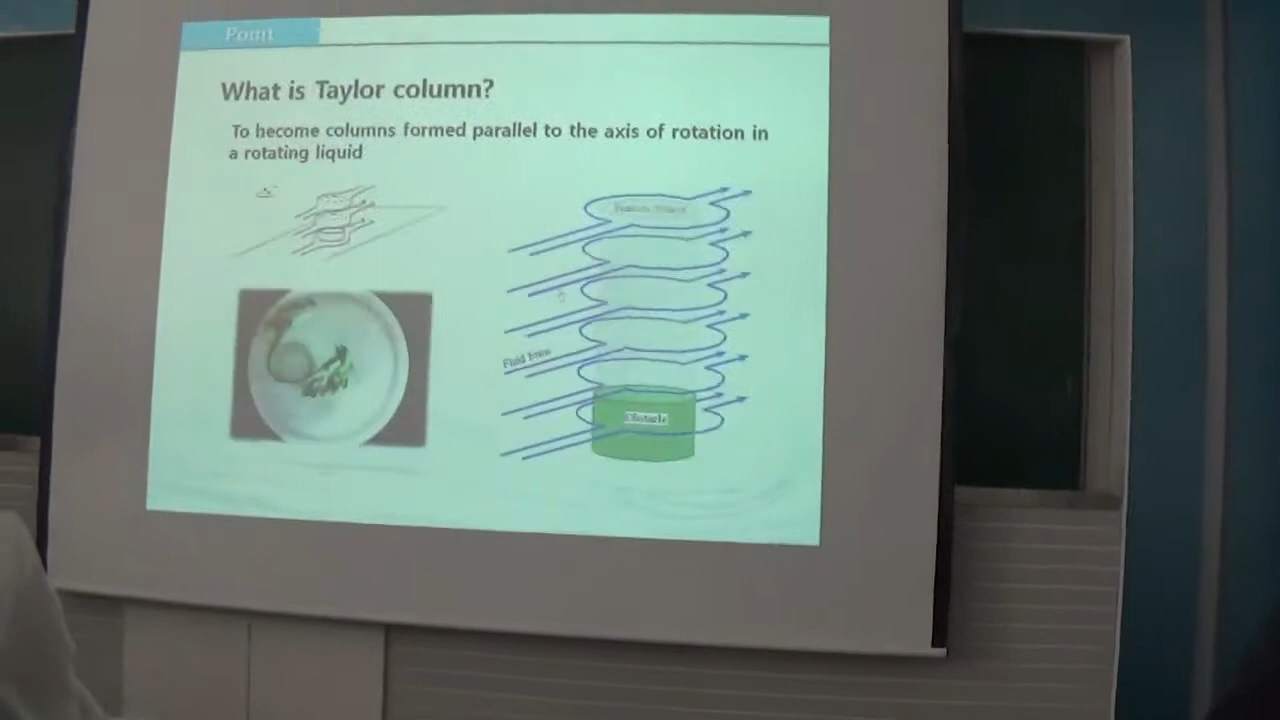 Point
What is Taylor column?
To become columns formed parallel to the axis of rotation in
a rotating liquid
Fluid
Obstacle